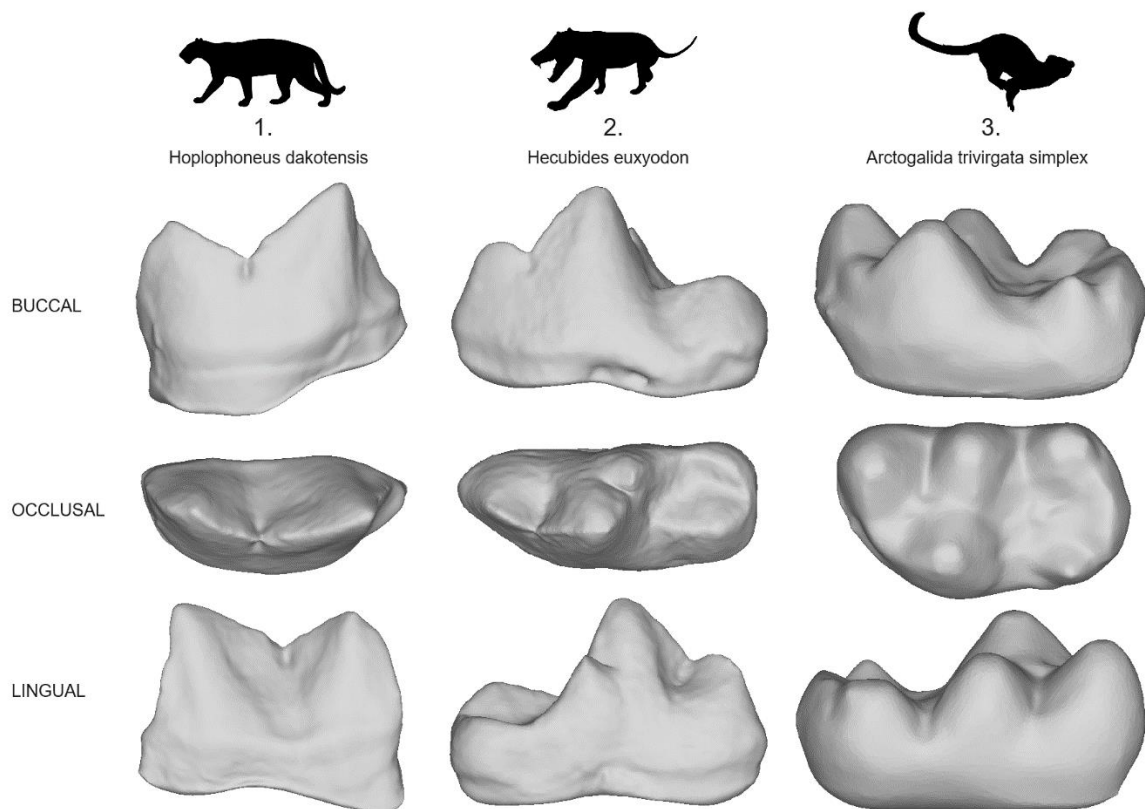 1.
2.
3.
Hoplophoneus dakotensis
Hecubides euxyodon
Arctogalida trivirgata simplex
BUCCAL
OCCLUSAL
LINGUAL